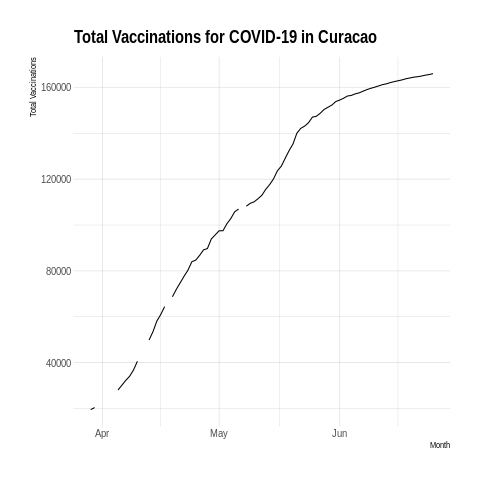 Total Vaccinations for COVID-19 in Curacao
Total Vaccinations
160000
120000
80000
40000
Apr May Jun
Month